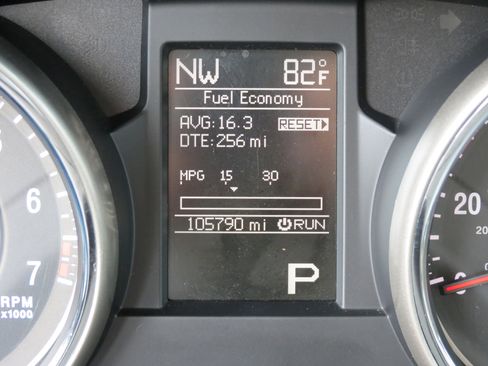 NW 82°F
Fuel Economy
AVG:16.3 RESET
DTE:256 mi
MPG 15 30
105790 mi RUN
P
6
7
RPM
x1000
20
20